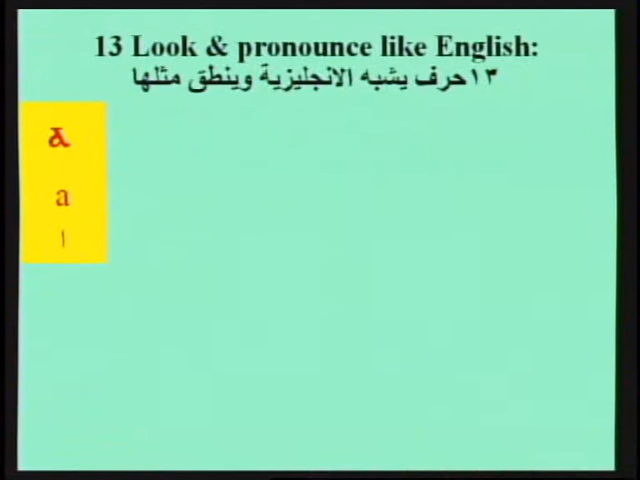 13 Look & pronounce like English:
١٣حرف يشبه الانجليزية وينطق مثلها
ⲁ
a
ا